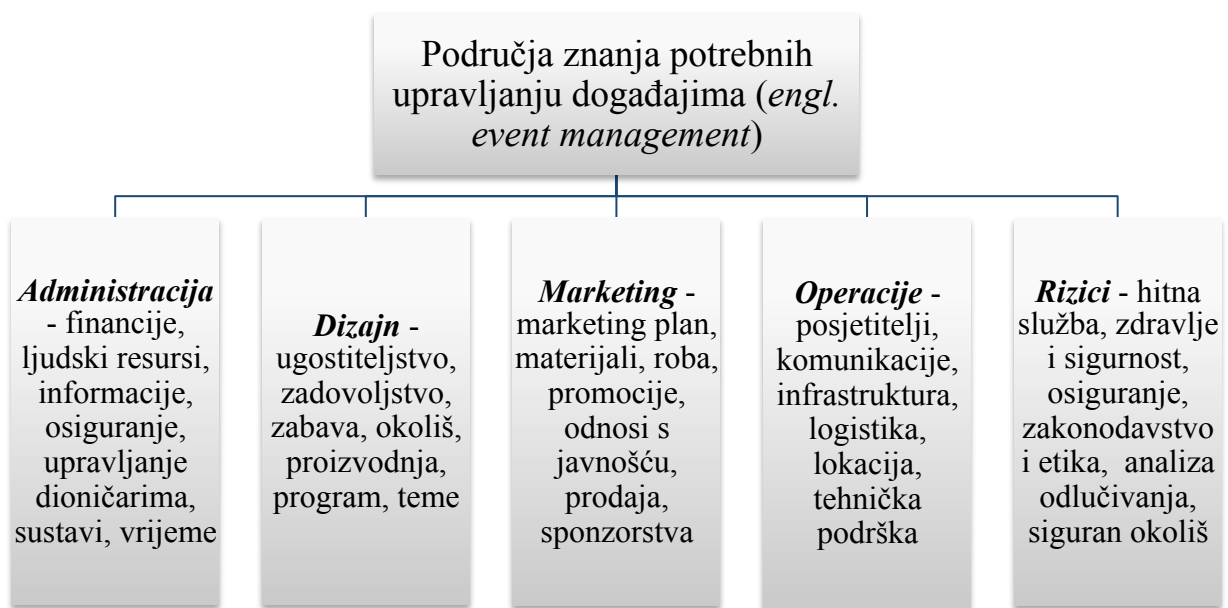 Područja znanja potrebnih
upravljanju događajima (engl.
event management)
Administracija
- financije,
ljudski resursi,
informacije,
osiguranje,
upravljanje
dioničarima,
sustavi, vrijeme
Dizajn -
ugostiteljstvo,
zadovoljstvo,
zabava, okoliš,
proizvodnja,
program, teme
Marketing -
marketing plan,
materijali, roba,
promocije,
odnosi s
javnošću,
prodaja,
sponzorstva
Operacije -
posjetitelji,
komunikacije,
infrastruktura,
logistika,
lokacija,
tehnička
podrška
Rizici - hitna
služba, zdravlje
i sigurnost,
osiguranje,
zakonodavstvo
i etika, analiza
odlučivanja,
siguran okoliš